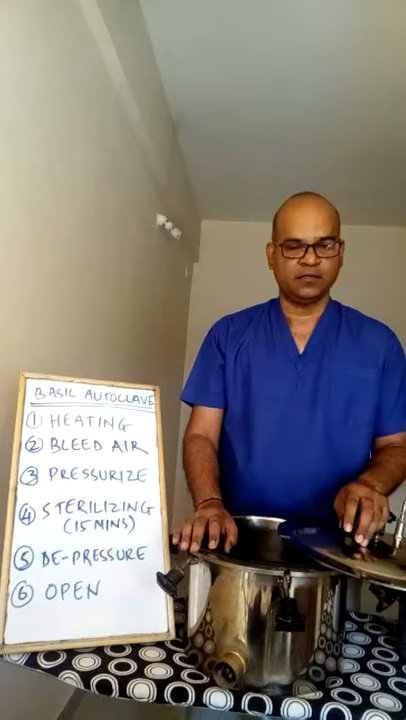 BASIC AUTOCLAVE
① HEATING
② BLEED AIR
③ PRESSURIZE
④ STERILIZING
(15 MINS)
⑤ DE-PRESSURE
⑥ OPEN